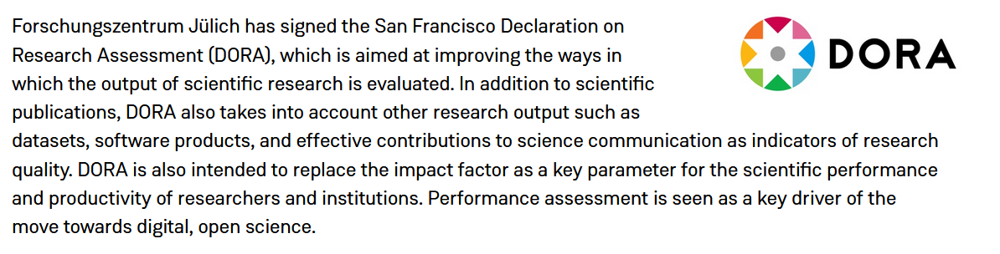 Forschungszentrum Jülich has signed the San Francisco Declaration on
Research Assessment (DORA), which is aimed at improving the ways in
which the output of scientific research is evaluated. In addition to scientific
publications, DORA also takes into account other research output such as
datasets, software products, and effective contributions to science communication as indicators of research
quality. DORA is also intended to replace the impact factor as a key parameter for the scientific performance
and productivity of researchers and institutions. Performance assessment is seen as a key driver of the
move towards digital, open science.
DORA